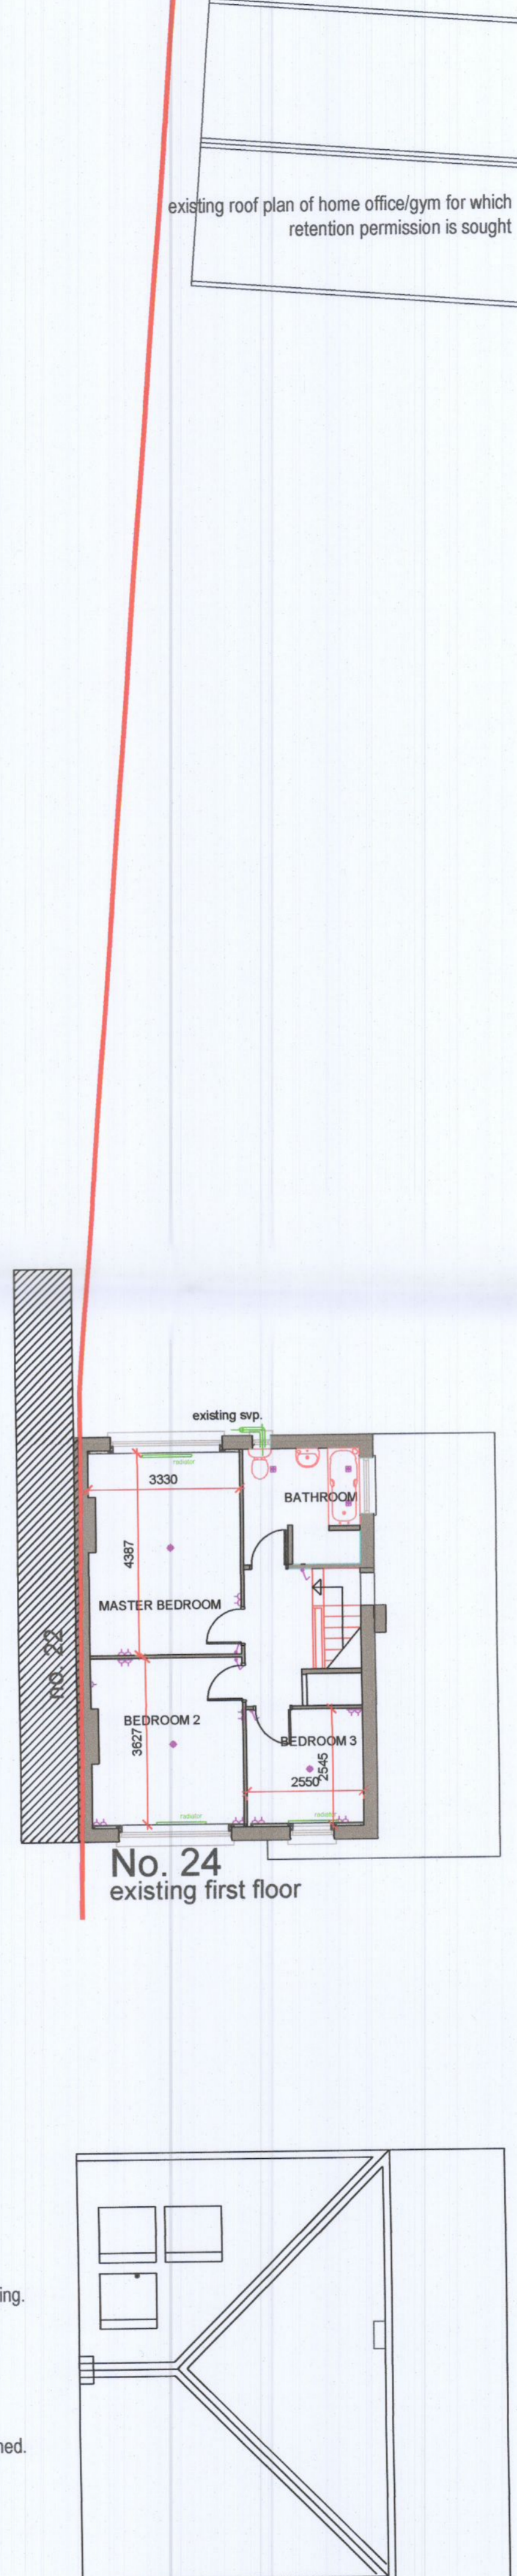 existing roof plan of home office/gym for which
retention permission is sought
existing svp.
radiator
3330
BATHROOM
4387
MASTER BEDROOM
no. 22
BEDROOM 2
3627
BEDROOM 3
2545
2550
radiator
radiator
No. 24
existing first floor
ing.
ned.